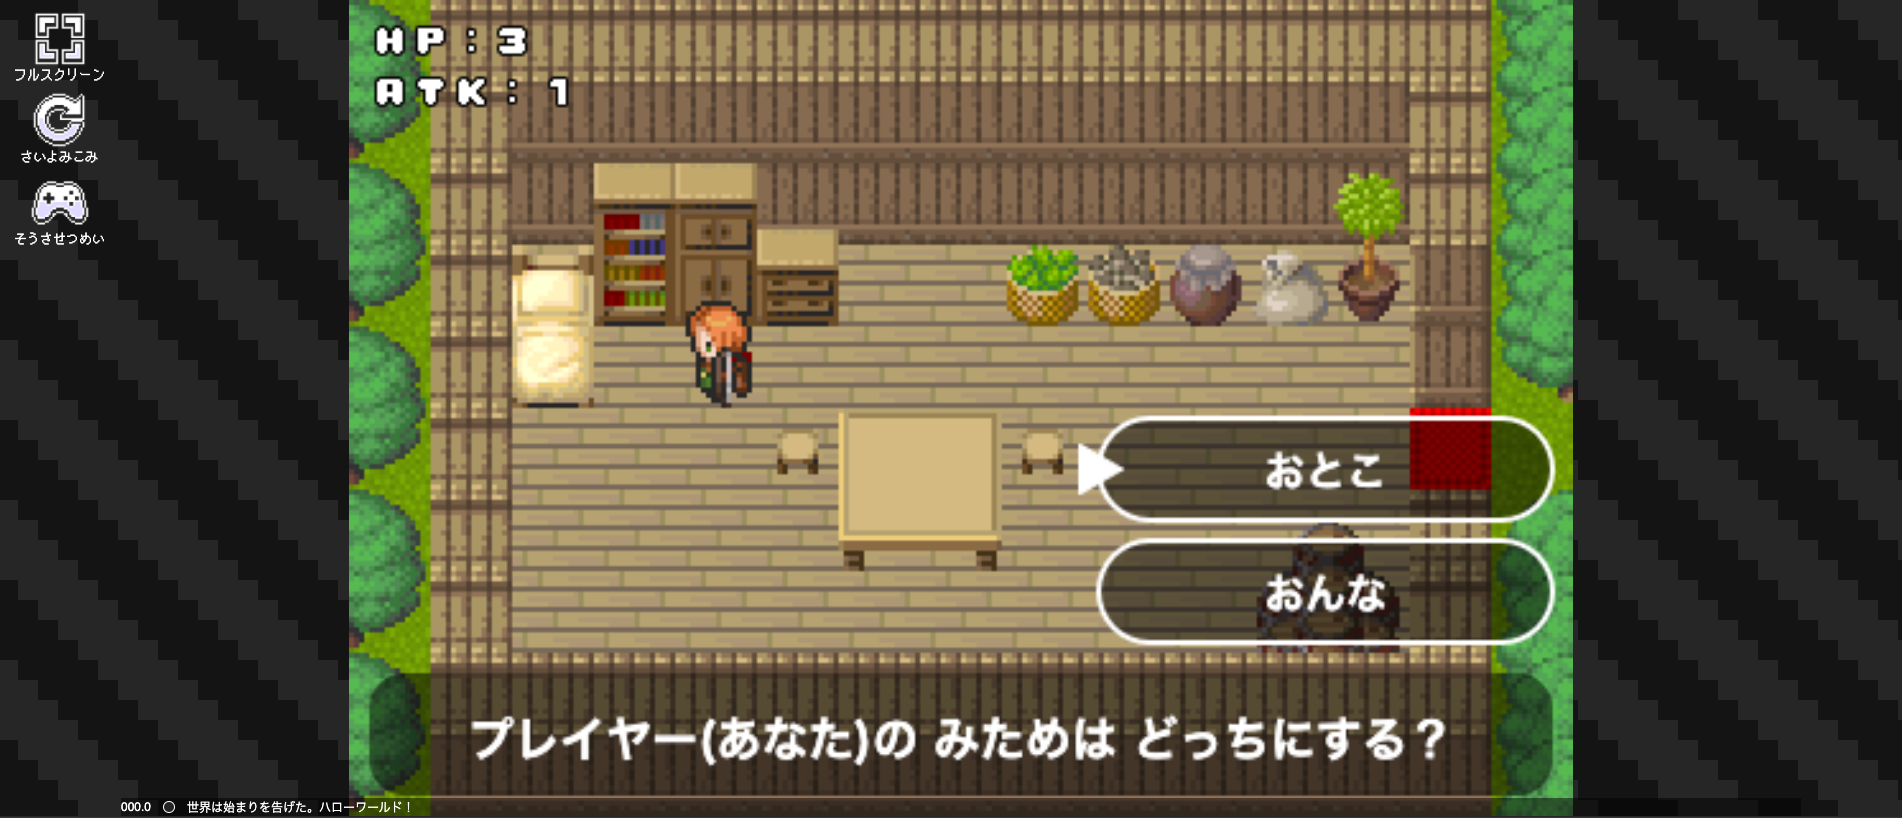 フルスクリーン
さいよみこみ
そうさせつめい
HP:3
ATK:1
おとこ
おんな
プレイヤー(あなた)の みためは どっちにする？
000.0 ○ 世界は始まりを告げた。ハローワールド！